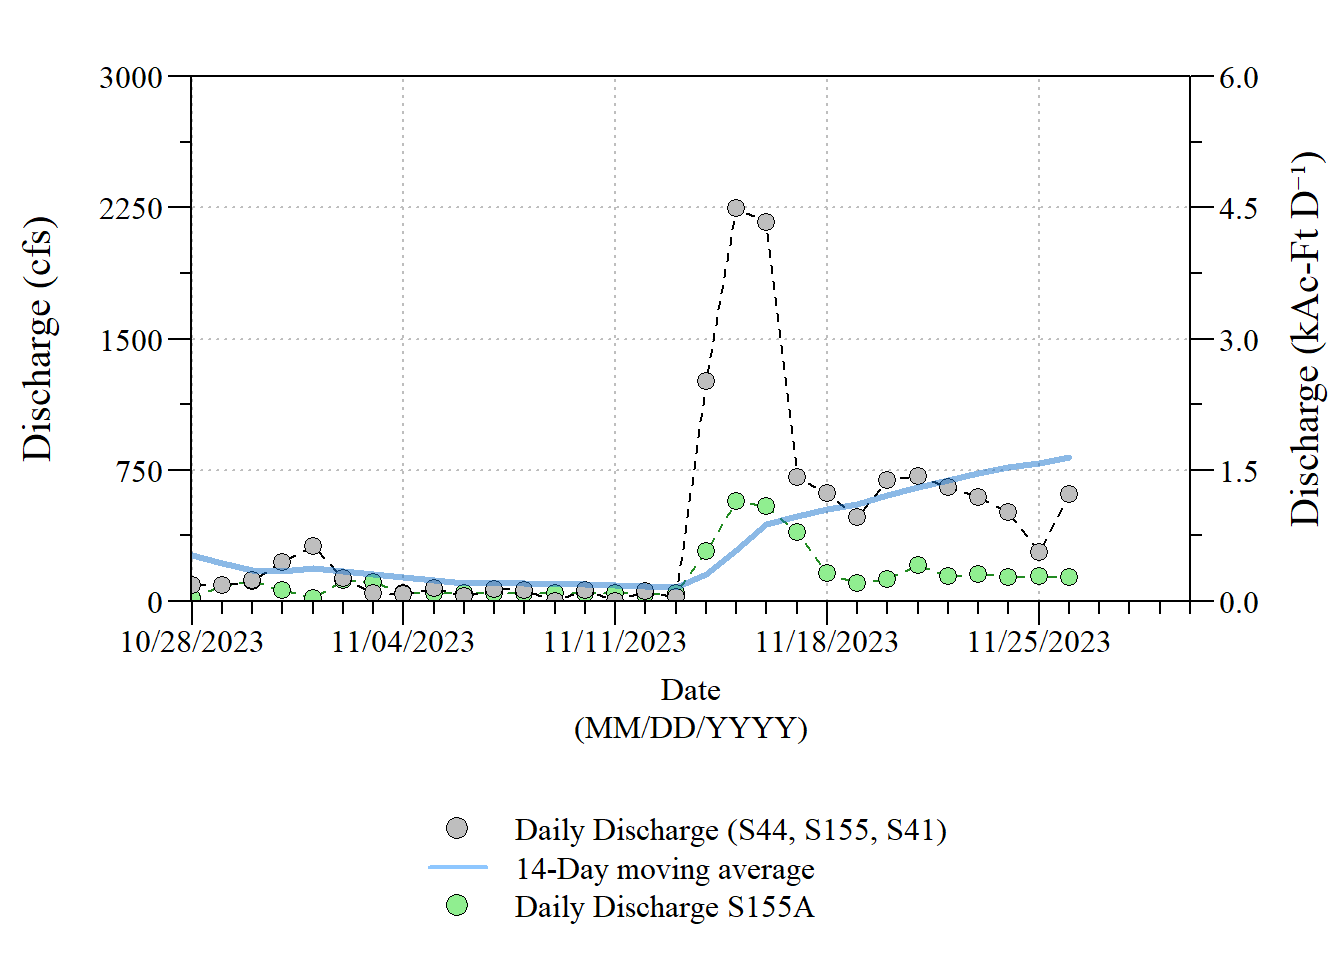 3000
2250
1500
750
0
6.0
4.5
3.0
1.5
0.0
Discharge (cfs)
Discharge (kAc-Ft D⁻¹)
10/28/2023 11/04/2023 11/11/2023 11/18/2023 11/25/2023
Date
(MM/DD/YYYY)
Daily Discharge (S44, S155, S41)
14-Day moving average
Daily Discharge S155A